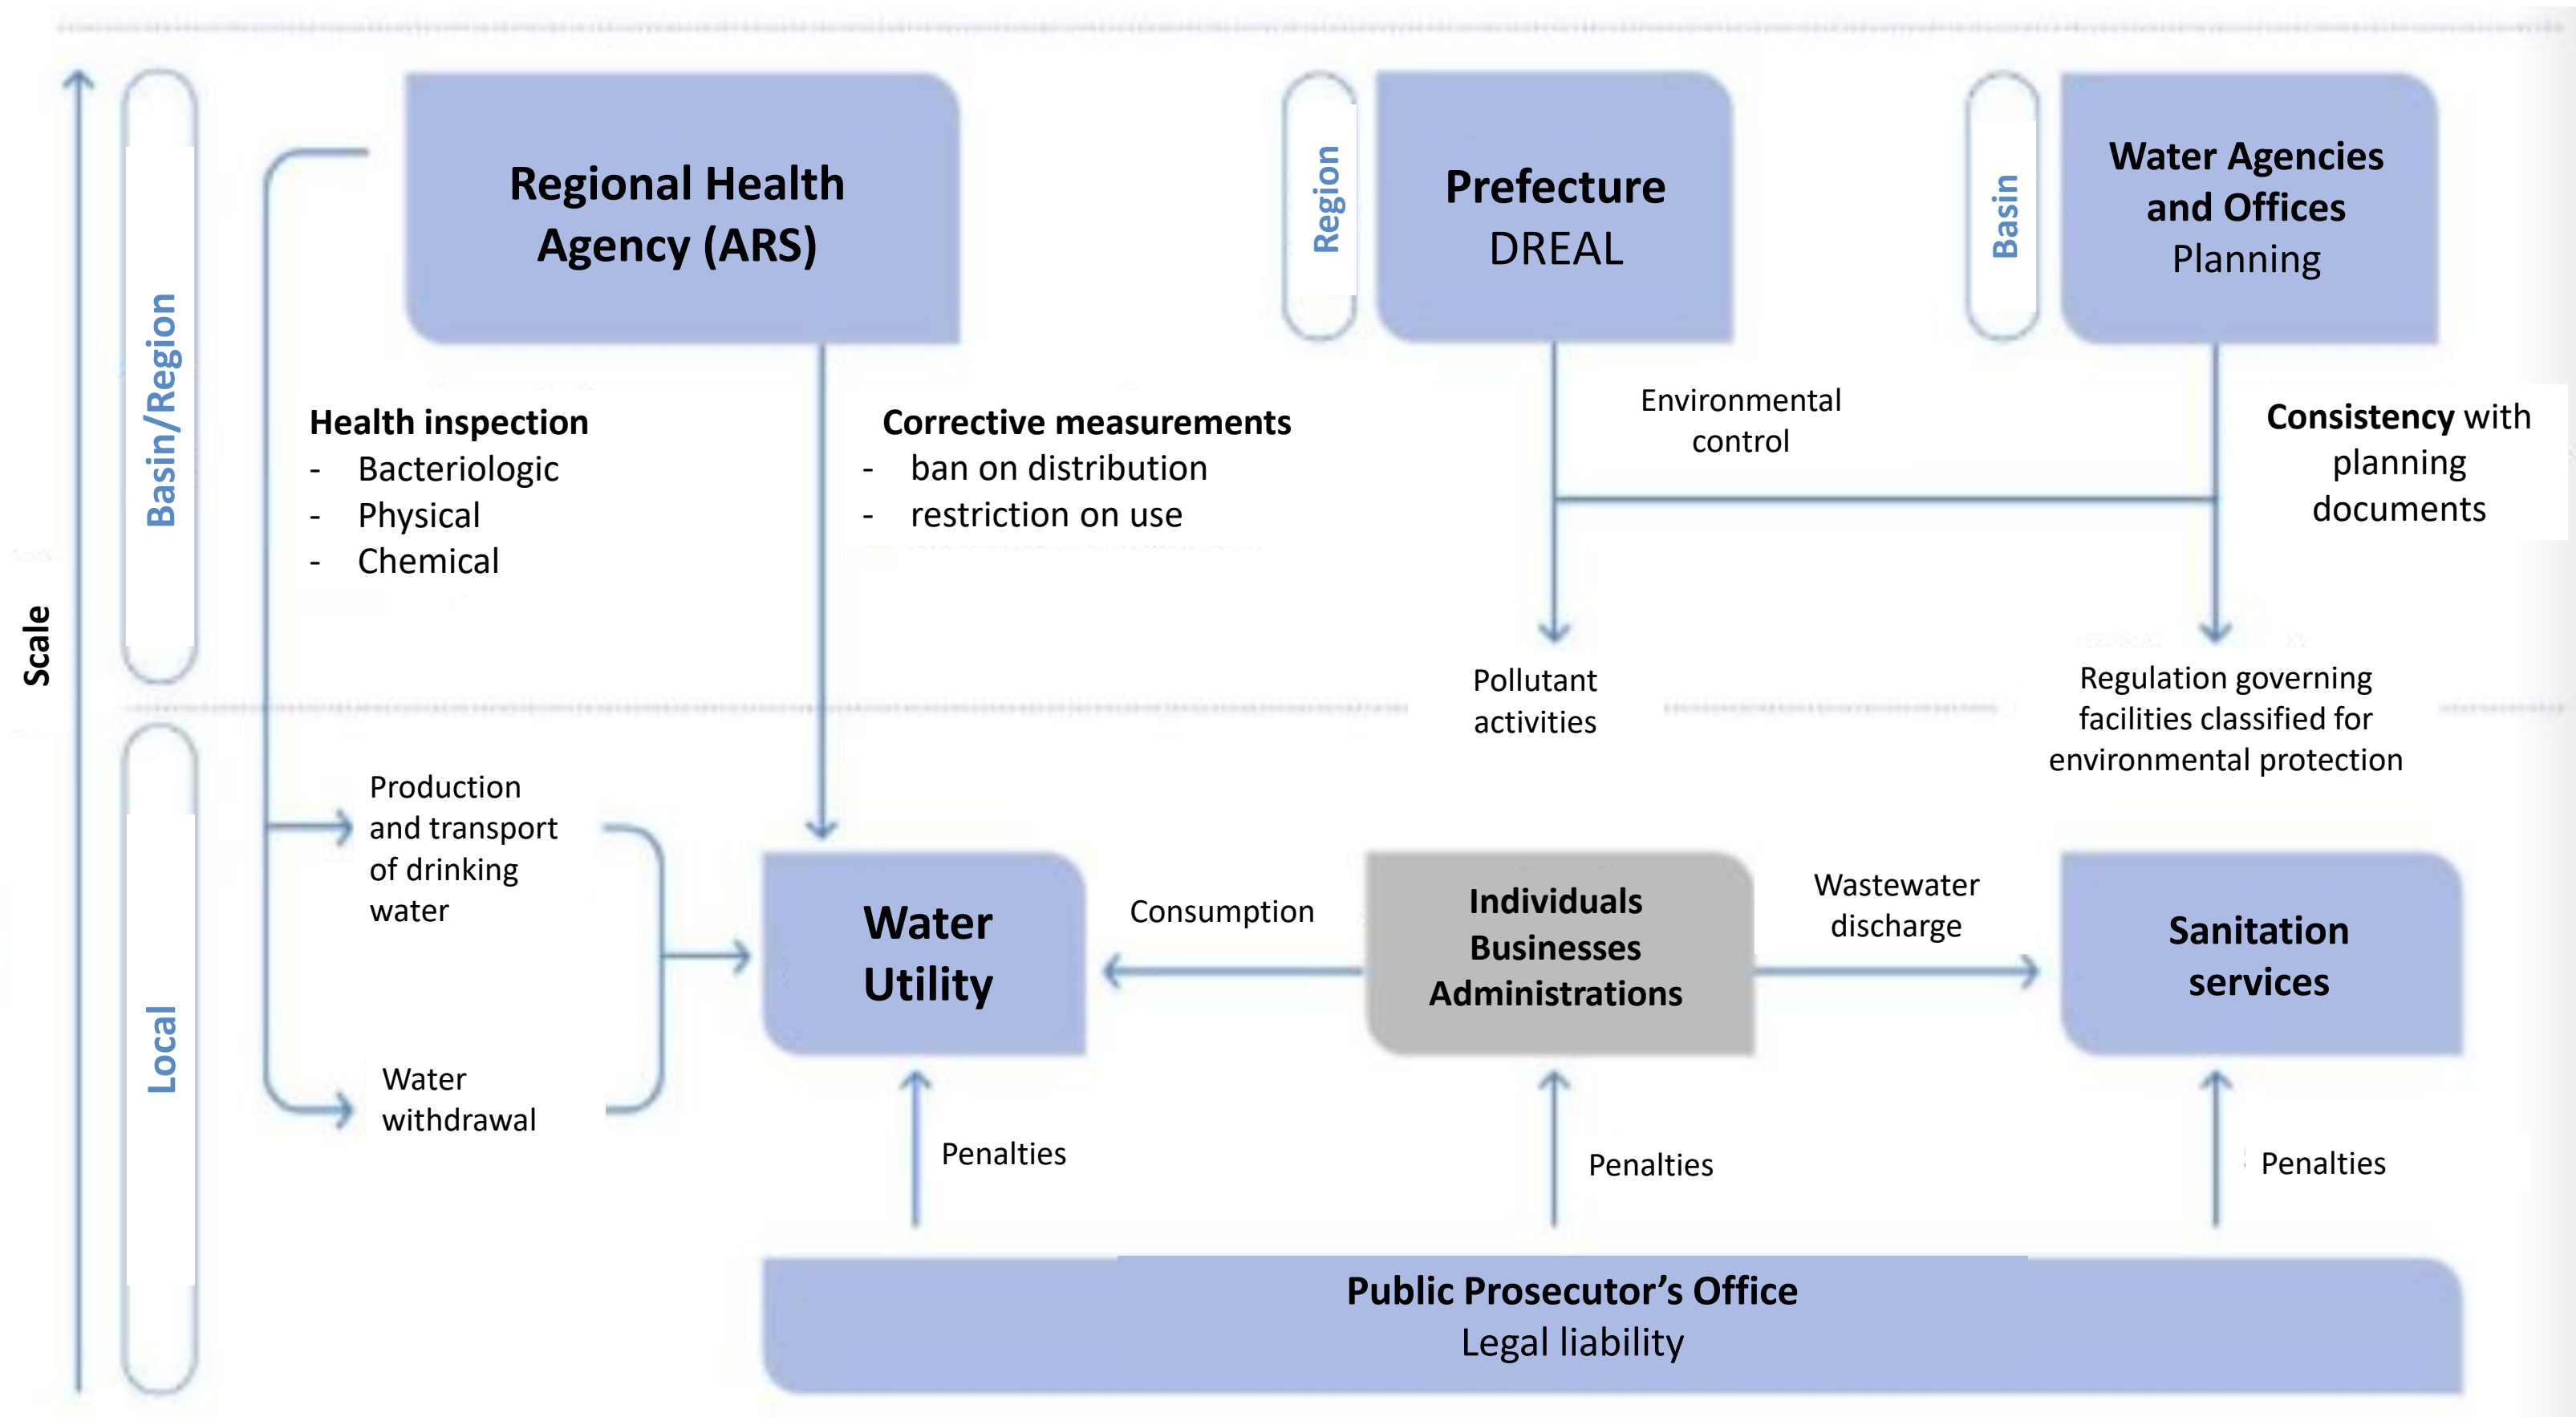 Scale
Basin/Region
Regional Health
Agency (ARS)
Region
Prefecture
DREAL
Basin
Water Agencies
and Offices
Planning
Health inspection
- Bacteriologic
- Physical
- Chemical
Corrective measurements
- ban on distribution
- restriction on use
Environmental
control
Consistency with
planning
documents
Pollutant
activities
Regulation governing
facilities classified for
environmental protection
Local
Production
and transport
of drinking
water
Water
withdrawal
Water
Utility
Consumption
Individuals
Businesses
Administrations
Wastewater
discharge
Sanitation
services
Penalties
Penalties
Penalties
Public Prosecutor’s Office
Legal liability